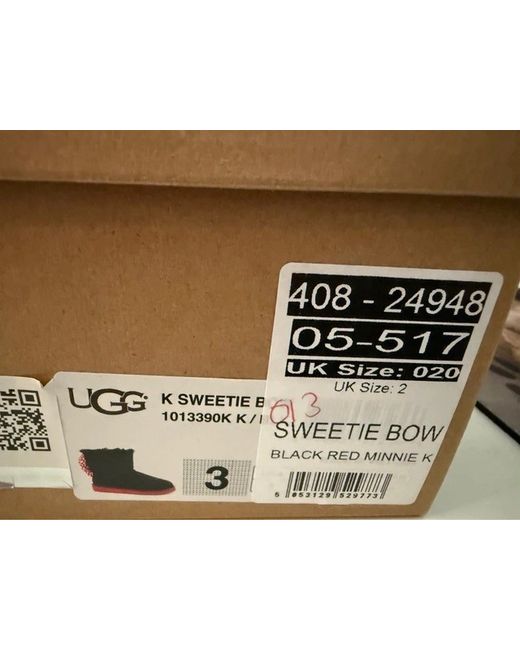 408 - 24948
05-517
UK Size: 020
UK Size: 2
UGG
K SWEETIE
1013390K K /
013
SWEETIE BOW
BLACK RED MINNIE K
3
5 853129 529773